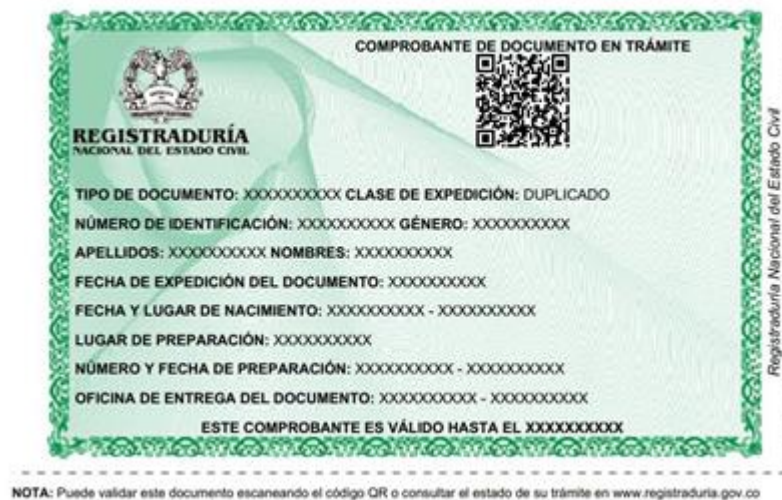 COMPROBANTE DE DOCUMENTO EN TRÁMITE
REGISTRADURÍA
NACIONAL DEL ESTADO CIVIL
TIPO DE DOCUMENTO: XXXXXXXXXX CLASE DE EXPEDICIÓN: DUPLICADO
NÚMERO DE IDENTIFICACIÓN: XXXXXXXXXX GÉNERO: XXXXXXXXXX
APELLIDOS: XXXXXXXXXX NOMBRES: XXXXXXXXXX
FECHA DE EXPEDICIÓN DEL DOCUMENTO: XXXXXXXXXX
FECHA Y LUGAR DE NACIMIENTO: XXXXXXXXXX - XXXXXXXXXX
LUGAR DE PREPARACIÓN: XXXXXXXXXX
NÚMERO Y FECHA DE PREPARACIÓN: XXXXXXXXXX - XXXXXXXXXX
OFICINA DE ENTREGA DEL DOCUMENTO: XXXXXXXXXX - XXXXXXXXXX
ESTE COMPROBANTE ES VÁLIDO HASTA EL XXXXXXXXXX
Registraduría Nacional del Estado Civil
NOTA: Puede validar este documento escaneando el código QR o consultar el estado de su trámite en www.registraduria.gov.co